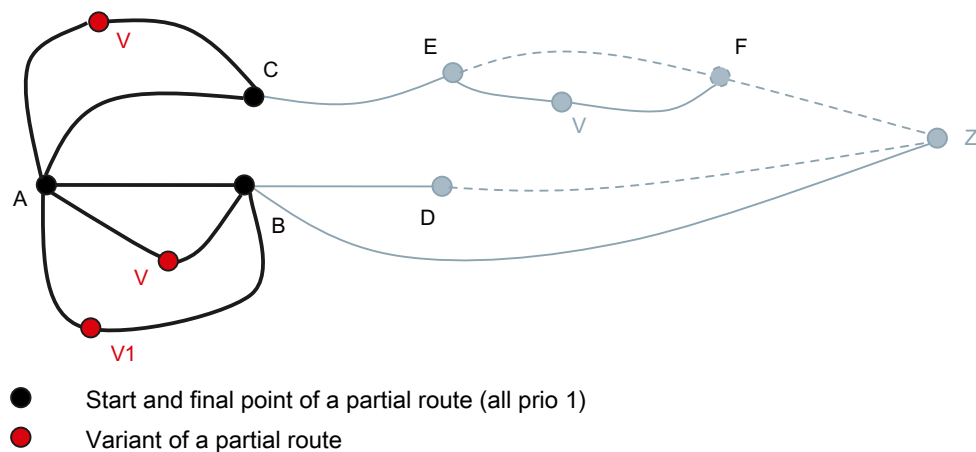 V
C
E
F
V
Z
A
B
D
V
V1
Start and final point of a partial route (all prio 1)
Variant of a partial route